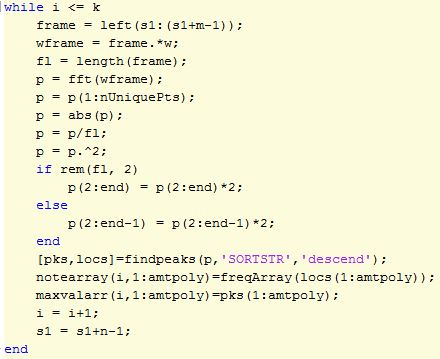 while i <= k
    frame = left(s1:(s1+m-1));
    wframe = frame.*w;
    fl = length(frame);
    p = fft(wframe);
    p = p(1:nUniquePts);
    p = abs(p);
    p = p/fl;
    p = p.^2;
    if rem(fl, 2)
        p(2:end) = p(2:end)*2;
    else
        p(2:end-1) = p(2:end-1)*2;
    end
    [pks,locs]=findpeaks(p,'SORTSTR','descend');
    notearray(i,1:amtpoly)=freqArray(locs(1:amtpoly));
    maxvalarr(i,1:amtpoly)=pks(1:amtpoly);
    i = i+1;
    s1 = s1+n-1;
end